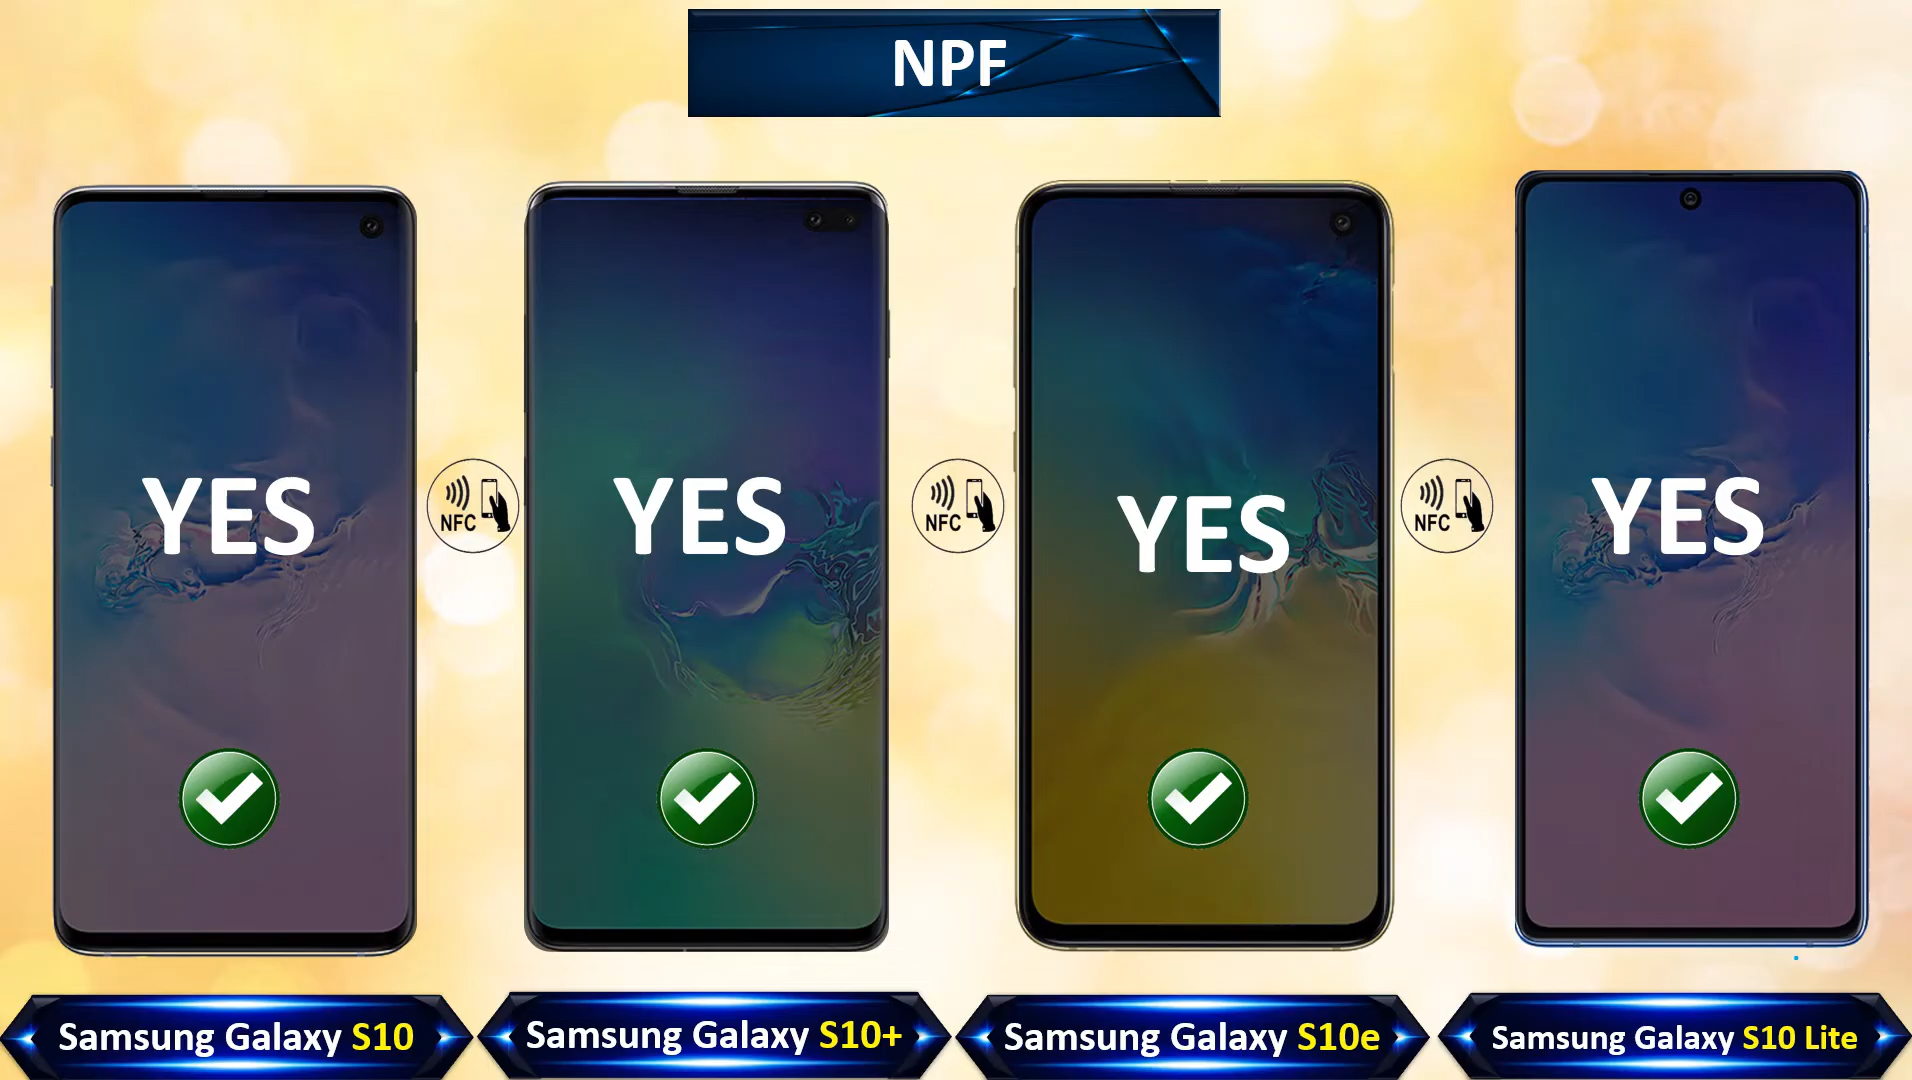 NPF
YES
NFC
YES
NFC
YES
NFC
YES
Samsung Galaxy S10
Samsung Galaxy S10+
Samsung Galaxy S10e
Samsung Galaxy S10 Lite